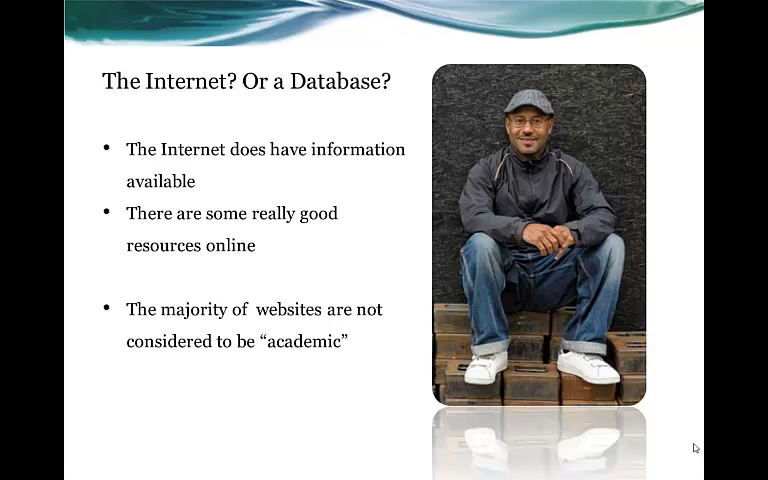 The Internet? Or a Database?
• The Internet does have information
available
• There are some really good
resources online
• The majority of  websites are not
considered to be “academic”